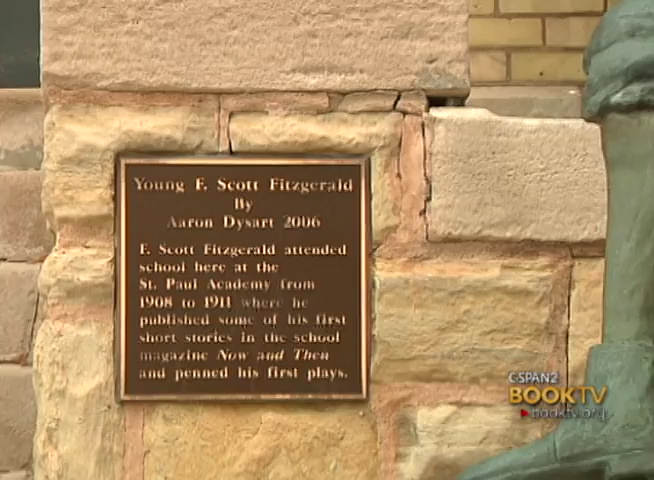 Young F. Scott Fitzgerald
By
Aaron Dysart 2006
F. Scott Fitzgerald attended
school here at the
St. Paul Academy from
1908 to 1911 where he
published some of his first
short stories in the school
magazine Now and Then
and penned his first plays.
C-SPAN2
BOOKTV
booktv.org